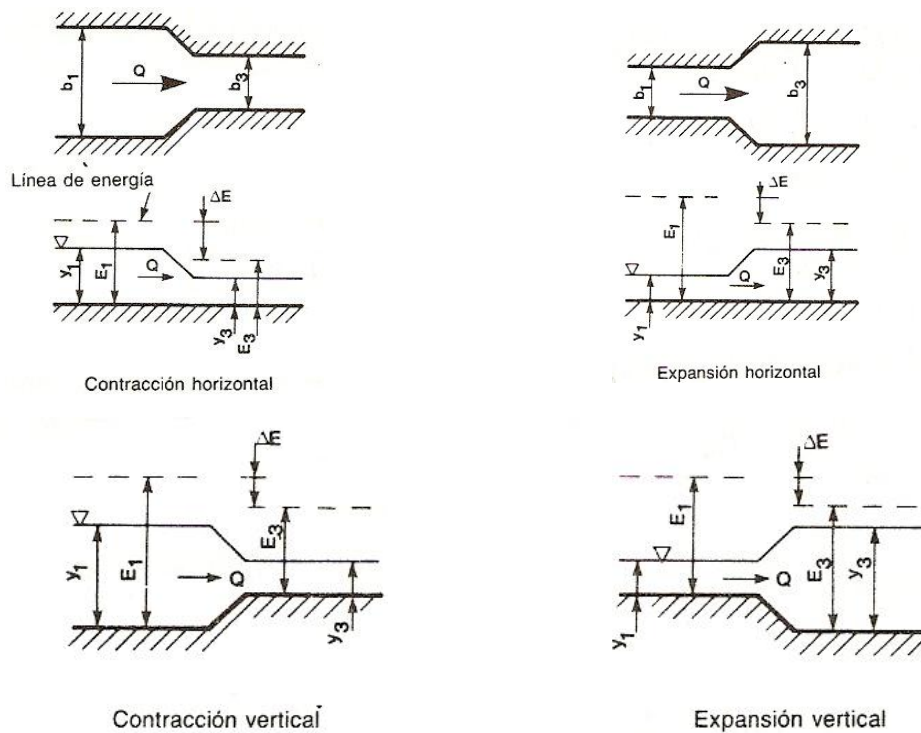 b₁
Q
b₃
Línea de energía
ΔE
y₁
E₁
Q
y₃
E₃
Contracción horizontal
b₁
Q
b₃
ΔE
E₁
E₃
y₃
Q
y₁
Expansión horizontal
ΔE
y₁
E₁
E₃
Q
y₃
Contracción vertical
ΔE
E₁
E₃
y₃
Q
y₁
Expansión vertical